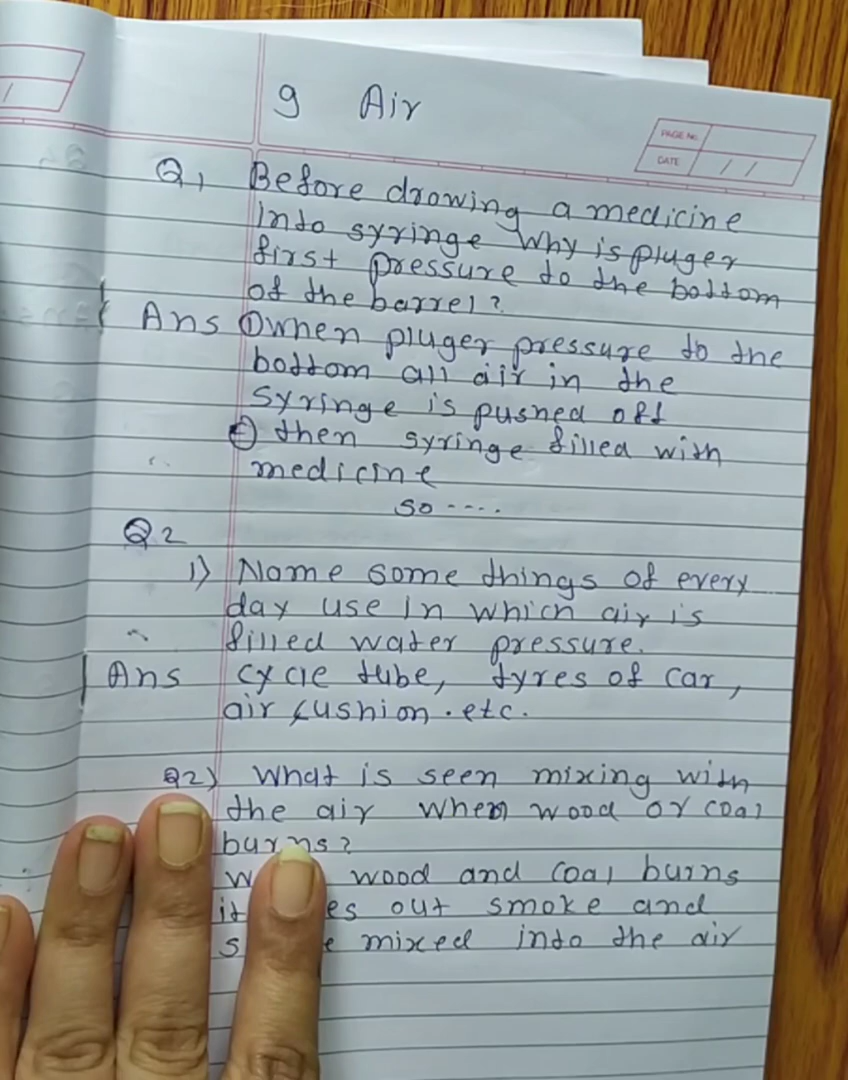 9 Air
PAGE No.
DATE / /
Q1 Before drowing a medicine
into syringe Why is pluger
first pressure to the bottom
of the barrel?
Ans ① when pluger pressure to the
bottom all air in the
syringe is pushed off
then syringe filled with
medicine
so ....
Q2
1) Name some things of every
day use in which air is
filled water pressure.
Ans cycle tube, tyres of car,
air cushion . etc.
Q2) What is seen mixing with
the air when wood or coal
burns?
wood and coal burns
it out smoke and
mixed into the air